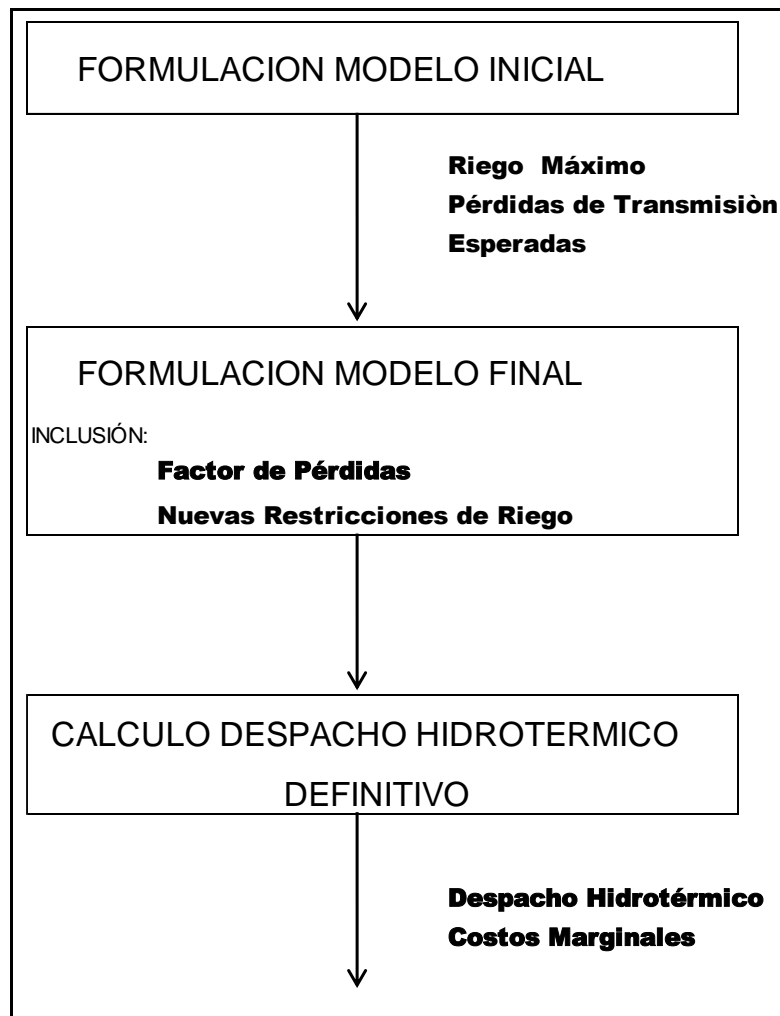 FORMULACION MODELO INICIAL
Riego Máximo
Pérdidas de Transmisiòn
Esperadas
FORMULACION MODELO FINAL
INCLUSIÓN:
Factor de Pérdidas
Nuevas Restricciones de Riego
CALCULO DESPACHO HIDROTERMICO
DEFINITIVO
Despacho Hidrotérmico
Costos Marginales